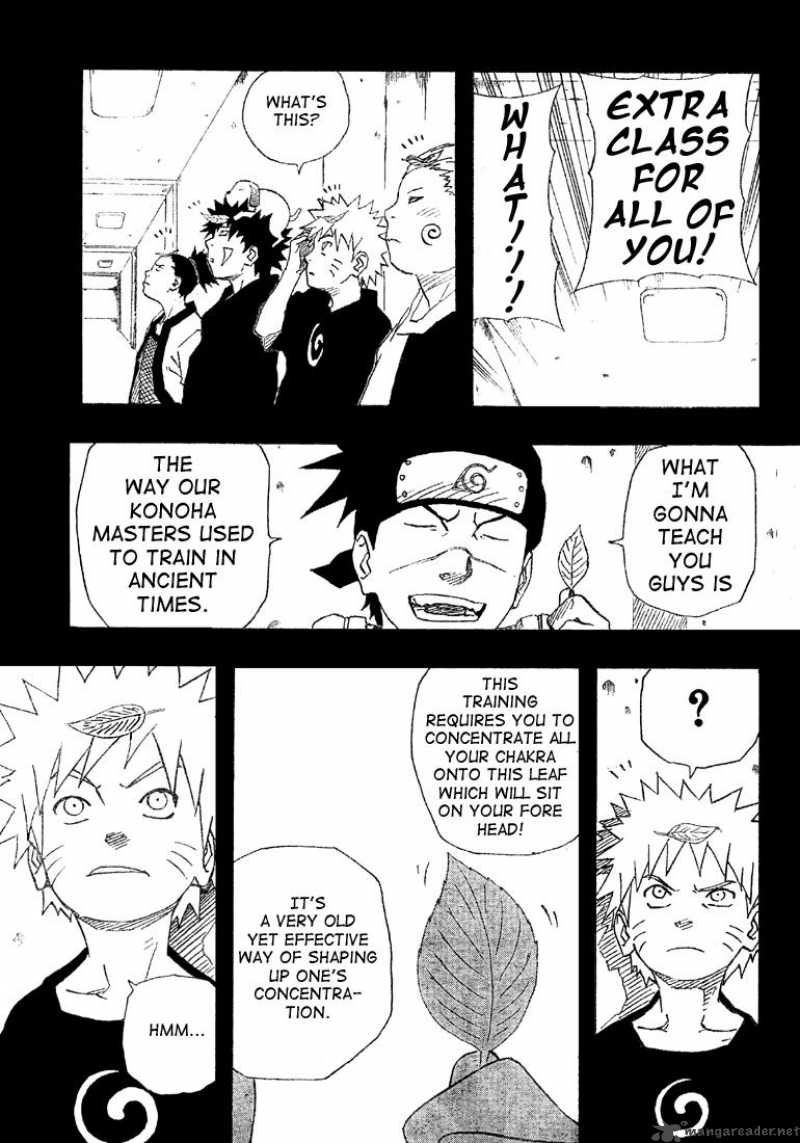 EXTRA
CLASS
FOR
ALL OF
YOU!
WHAT!!!
WHAT'S
THIS?
WHAT
I'M
GONNA
TEACH
YOU
GUYS IS
THE
WAY OUR
KONOHA
MASTERS USED
TO TRAIN IN
ANCIENT
TIMES.
?
THIS
TRAINING
REQUIRES YOU TO
CONCENTRATE ALL
YOUR CHAKRA
ONTO THIS LEAF
WHICH WILL SIT
ON YOUR FORE
HEAD!
IT'S
A VERY OLD
YET EFFECTIVE
WAY OF SHAPING
UP ONE'S
CONCENTRA-
TION.
HMM...
mangareader.net